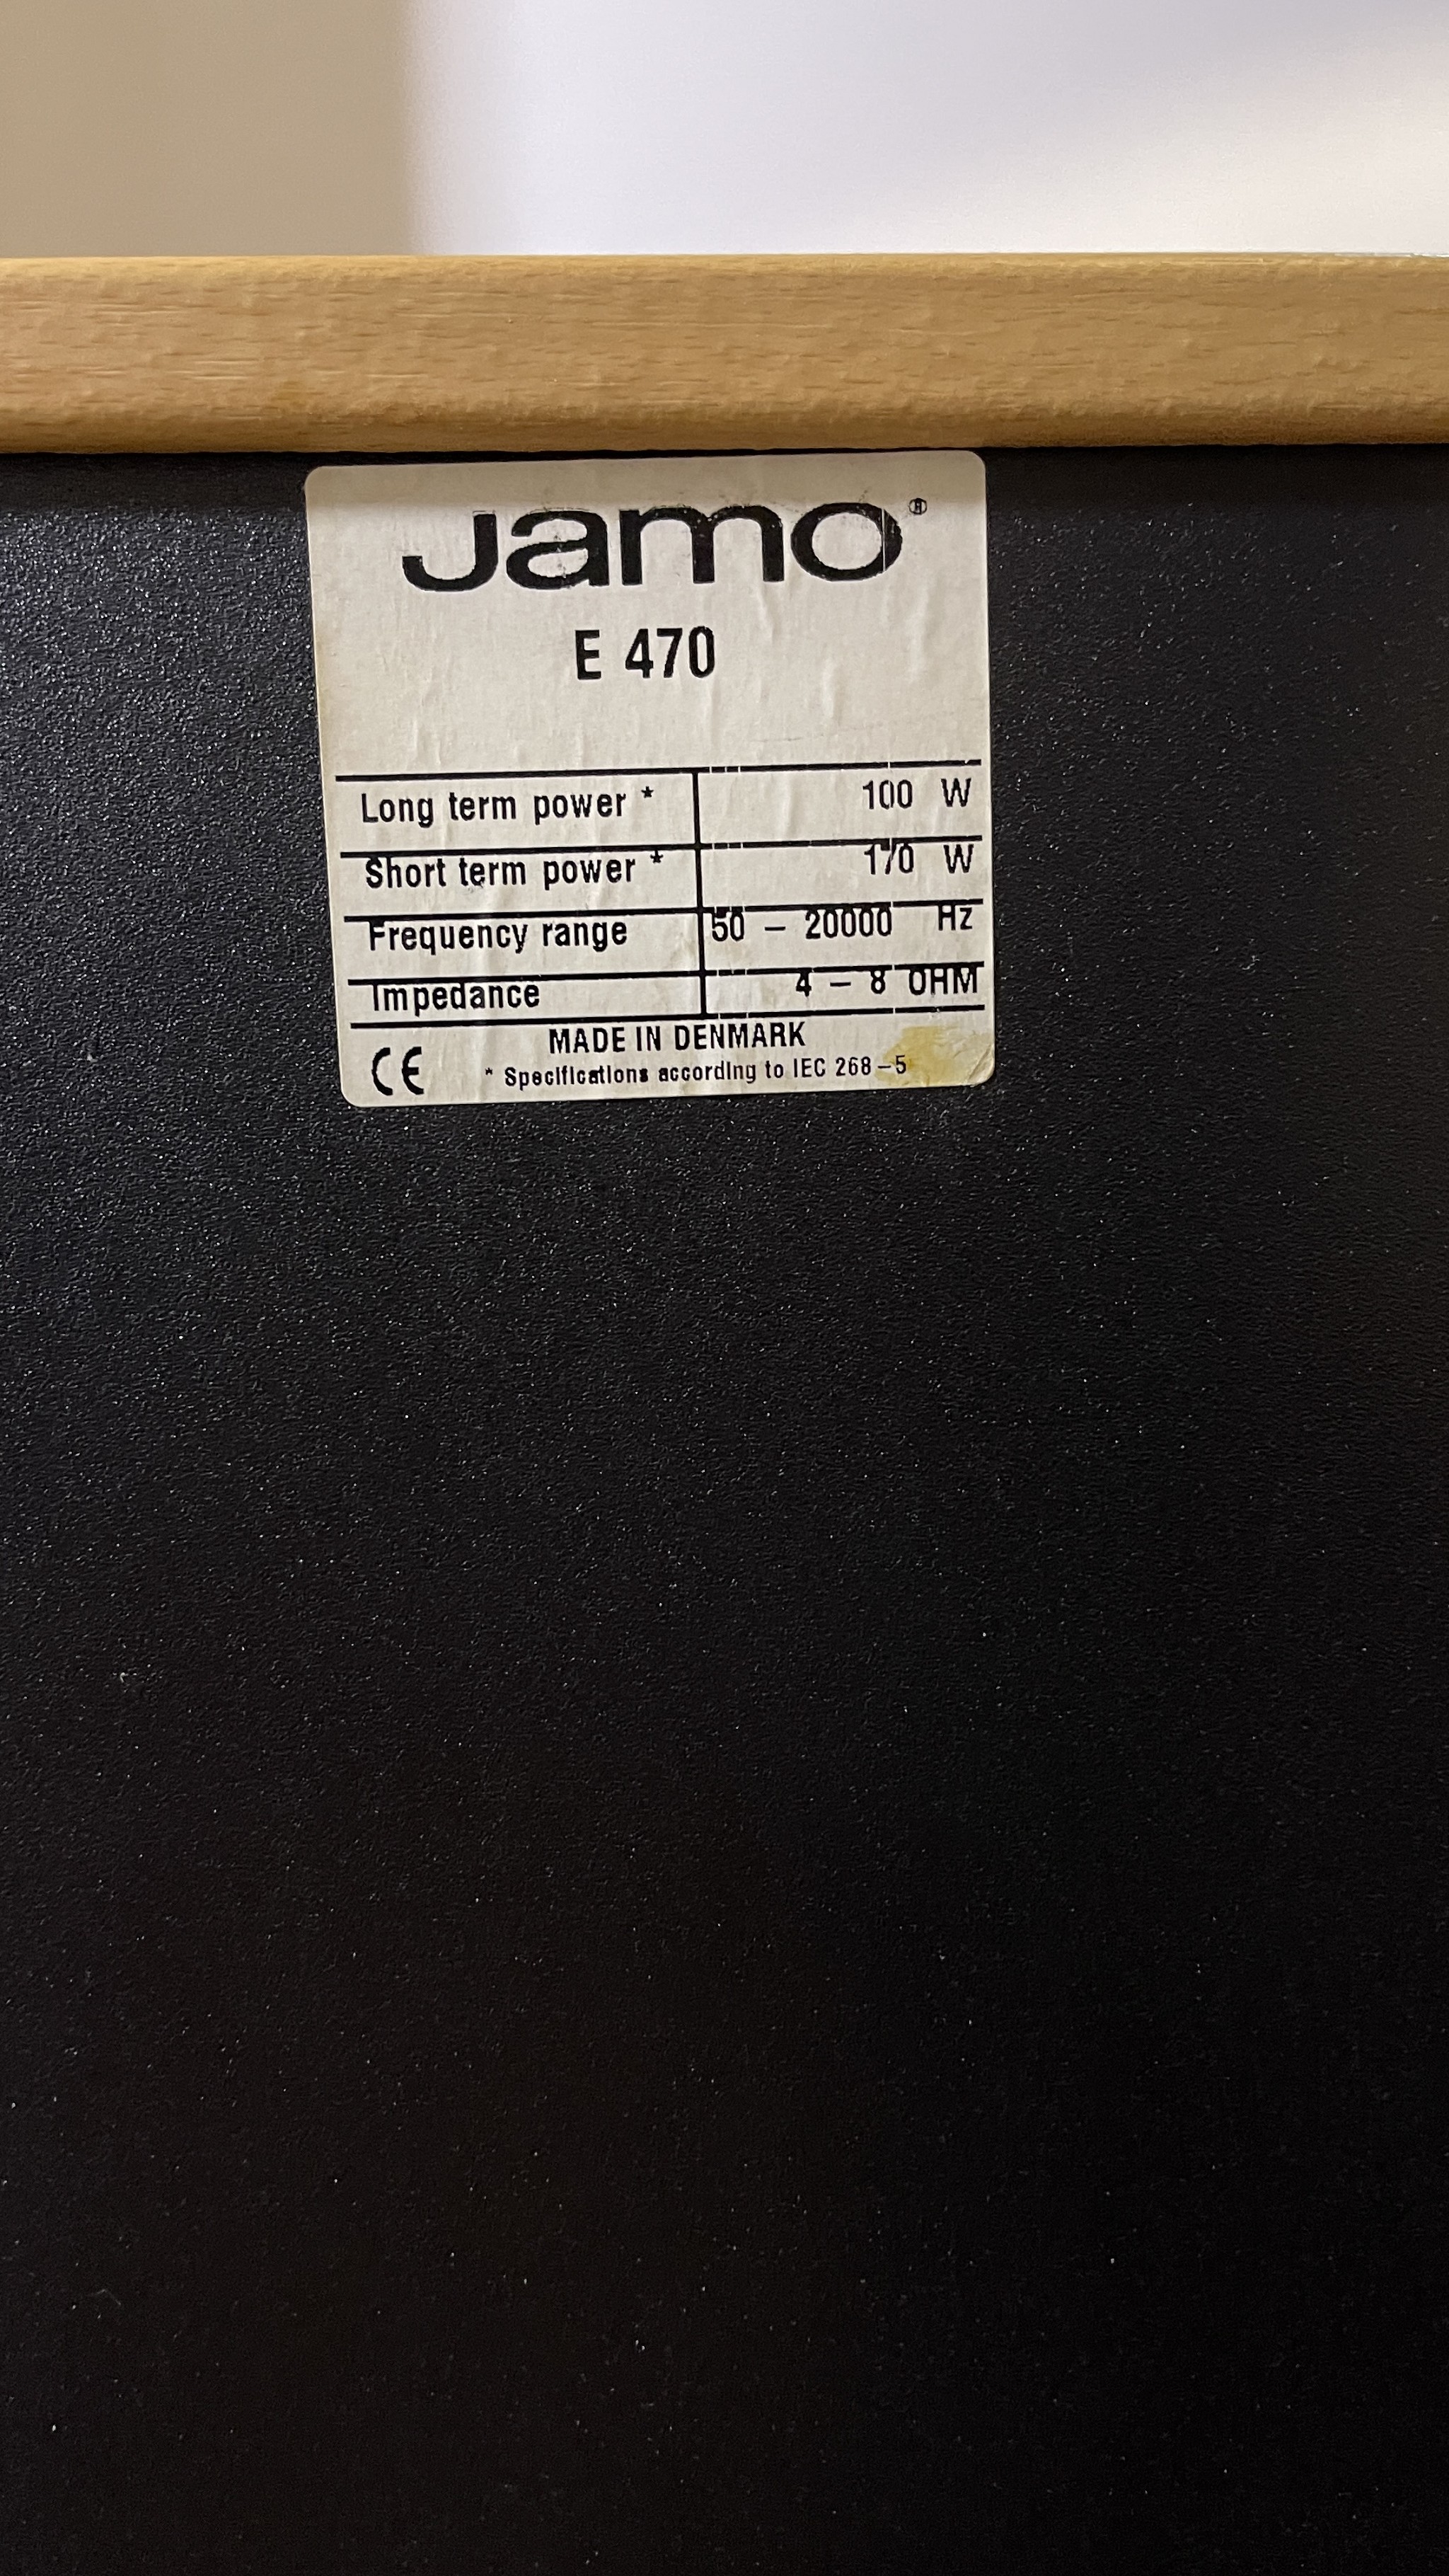 Jamo®
E 470
Long term power * 100 W
Short term power * 170 W
Frequency range 50 – 20000 Hz
Impedance 4 – 8 OHM
MADE IN DENMARK
CE * Specifications according to IEC 268–5